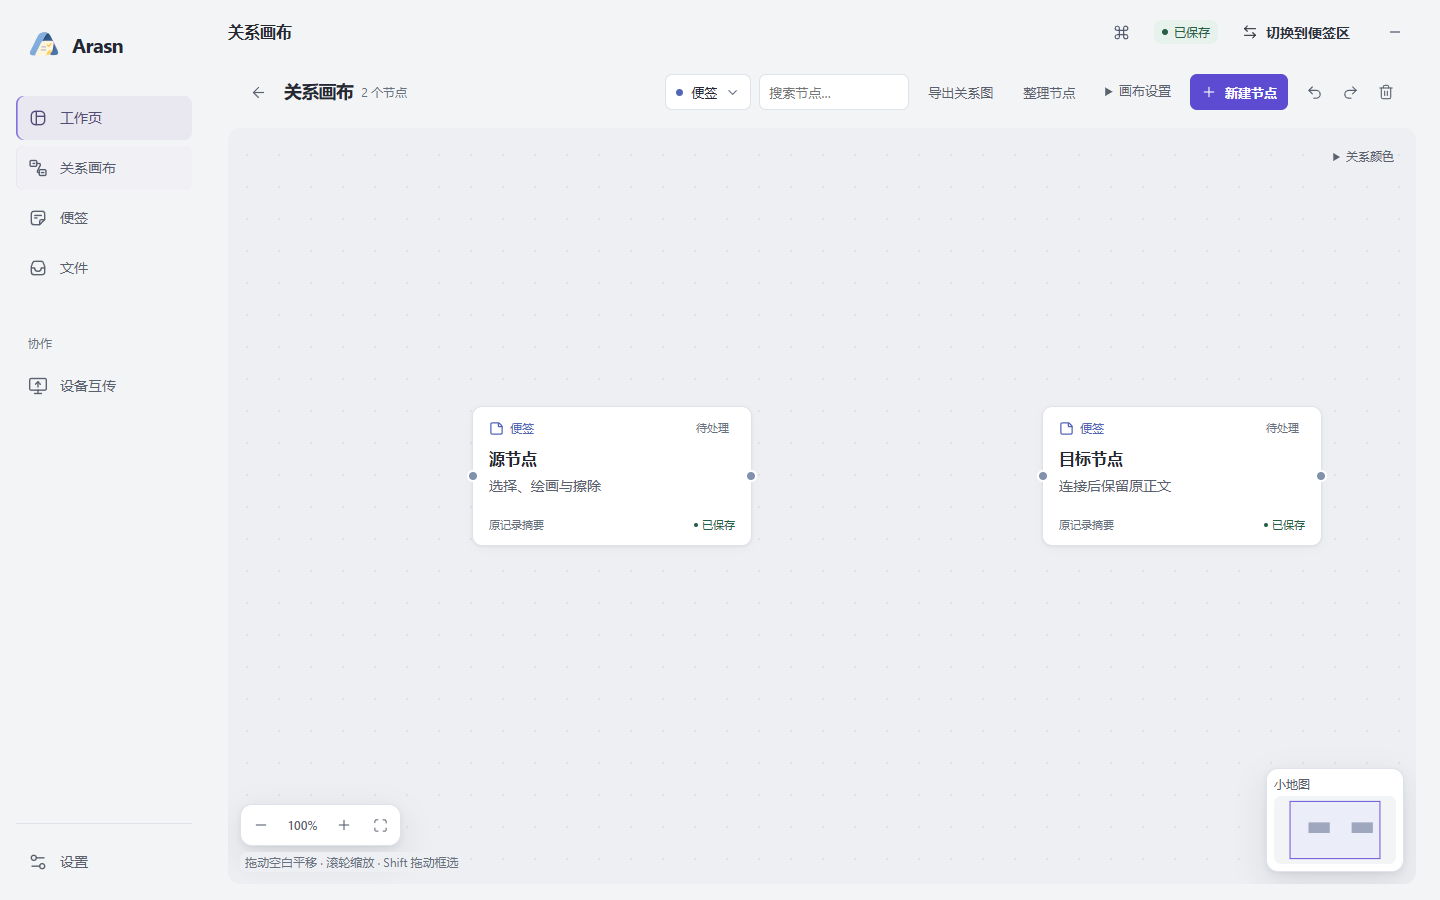 Arasn
工作页
关系画布
便签
文件
协作
设备互传
设置
关系画布
已保存
切换到便签区
关系画布 2 个节点
便签
搜索节点...
导出关系图
整理节点
画布设置
新建节点
关系颜色
便签
待处理
源节点
选择、绘画与擦除
原记录摘要
已保存
便签
待处理
目标节点
连接后保留原正文
原记录摘要
已保存
100%
拖动空白平移 · 滚轮缩放 · Shift 拖动框选
小地图